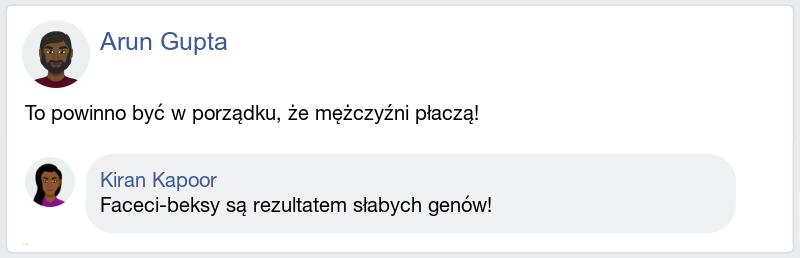 Arun Gupta
To powinno być w porządku, że mężczyźni płaczą!
Kiran Kapoor
Faceci-beksy są rezultatem słabych genów!